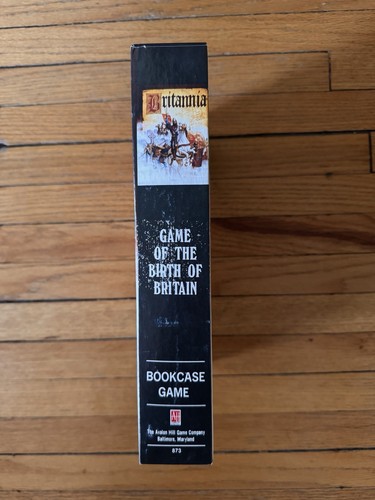 Britannia
GAME
OF THE
BIRTH OF
BRITAIN
BOOKCASE
GAME
The Avalon Hill Game Company
Baltimore, Maryland
873